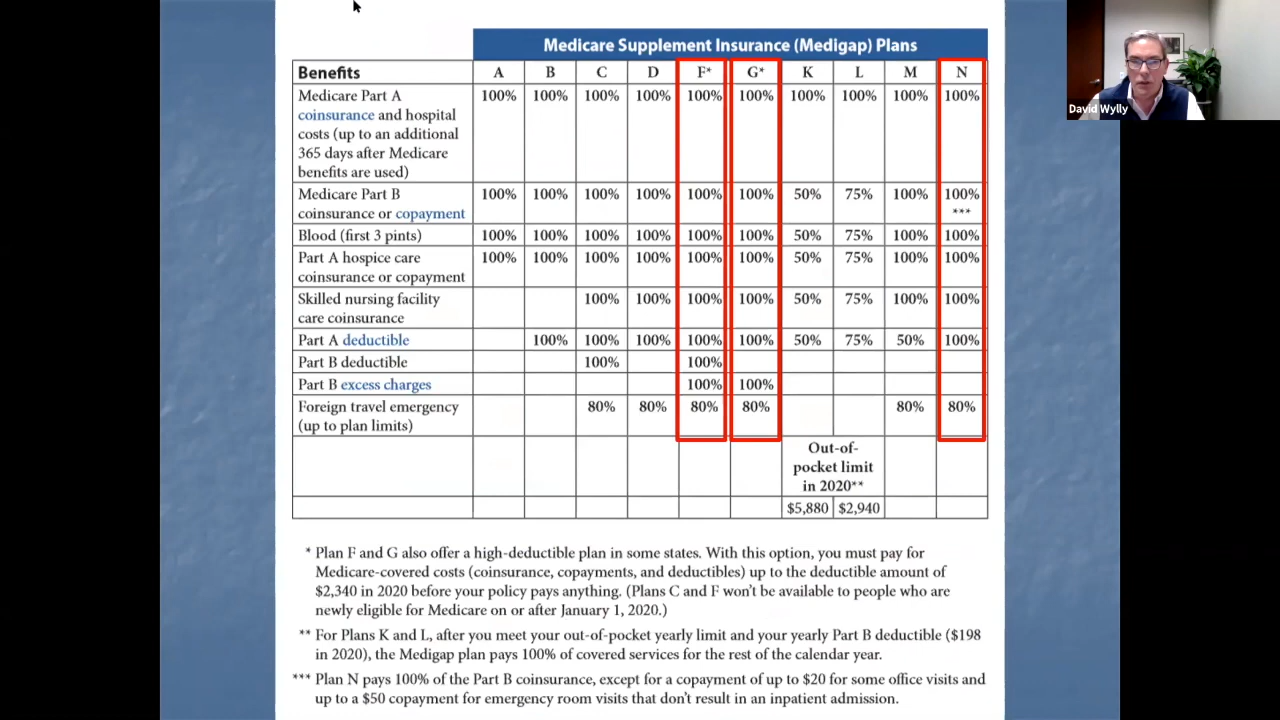 Medicare Supplement Insurance (Medigap) Plans
Benefits A B C D F* G* K L M N
Medicare Part A 100% 100% 100% 100% 100% 100% 100% 100% 100% 100%
coinsurance and hospital
costs (up to an additional
365 days after Medicare
benefits are used)
Medicare Part B 100% 100% 100% 100% 100% 100% 50% 75% 100% 100%
coinsurance or copayment ***
Blood (first 3 pints) 100% 100% 100% 100% 100% 100% 50% 75% 100% 100%
Part A hospice care 100% 100% 100% 100% 100% 100% 50% 75% 100% 100%
coinsurance or copayment
Skilled nursing facility 100% 100% 100% 100% 50% 75% 100% 100%
care coinsurance
Part A deductible 100% 100% 100% 100% 100% 50% 75% 50% 100%
Part B deductible 100% 100%
Part B excess charges 100% 100%
Foreign travel emergency 80% 80% 80% 80% 80% 80%
(up to plan limits)
Out-of-
pocket limit
in 2020**
$5,880 $2,940
* Plan F and G also offer a high-deductible plan in some states. With this option, you must pay for
Medicare-covered costs (coinsurance, copayments, and deductibles) up to the deductible amount of
$2,340 in 2020 before your policy pays anything. (Plans C and F won't be available to people who are
newly eligible for Medicare on or after January 1, 2020.)
** For Plans K and L, after you meet your out-of-pocket yearly limit and your yearly Part B deductible ($198
in 2020), the Medigap plan pays 100% of covered services for the rest of the calendar year.
*** Plan N pays 100% of the Part B coinsurance, except for a copayment of up to $20 for some office visits and
up to a $50 copayment for emergency room visits that don't result in an inpatient admission.
David Wylly